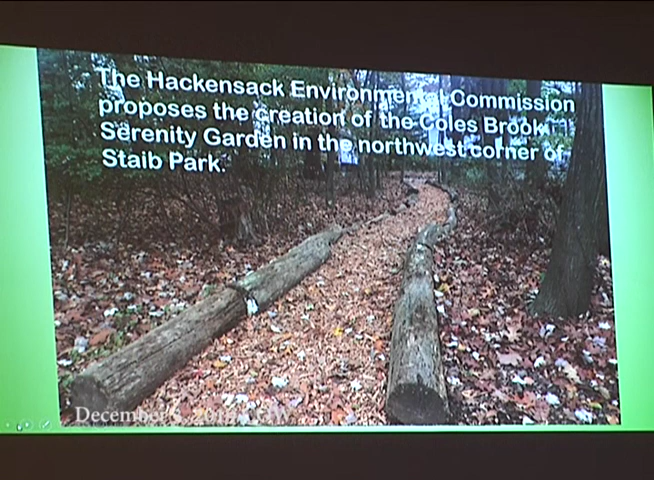 The Hackensack Environmental Commission
proposes the creation of the Coles Brook
Serenity Garden in the northwest corner of
Staib Park.
December